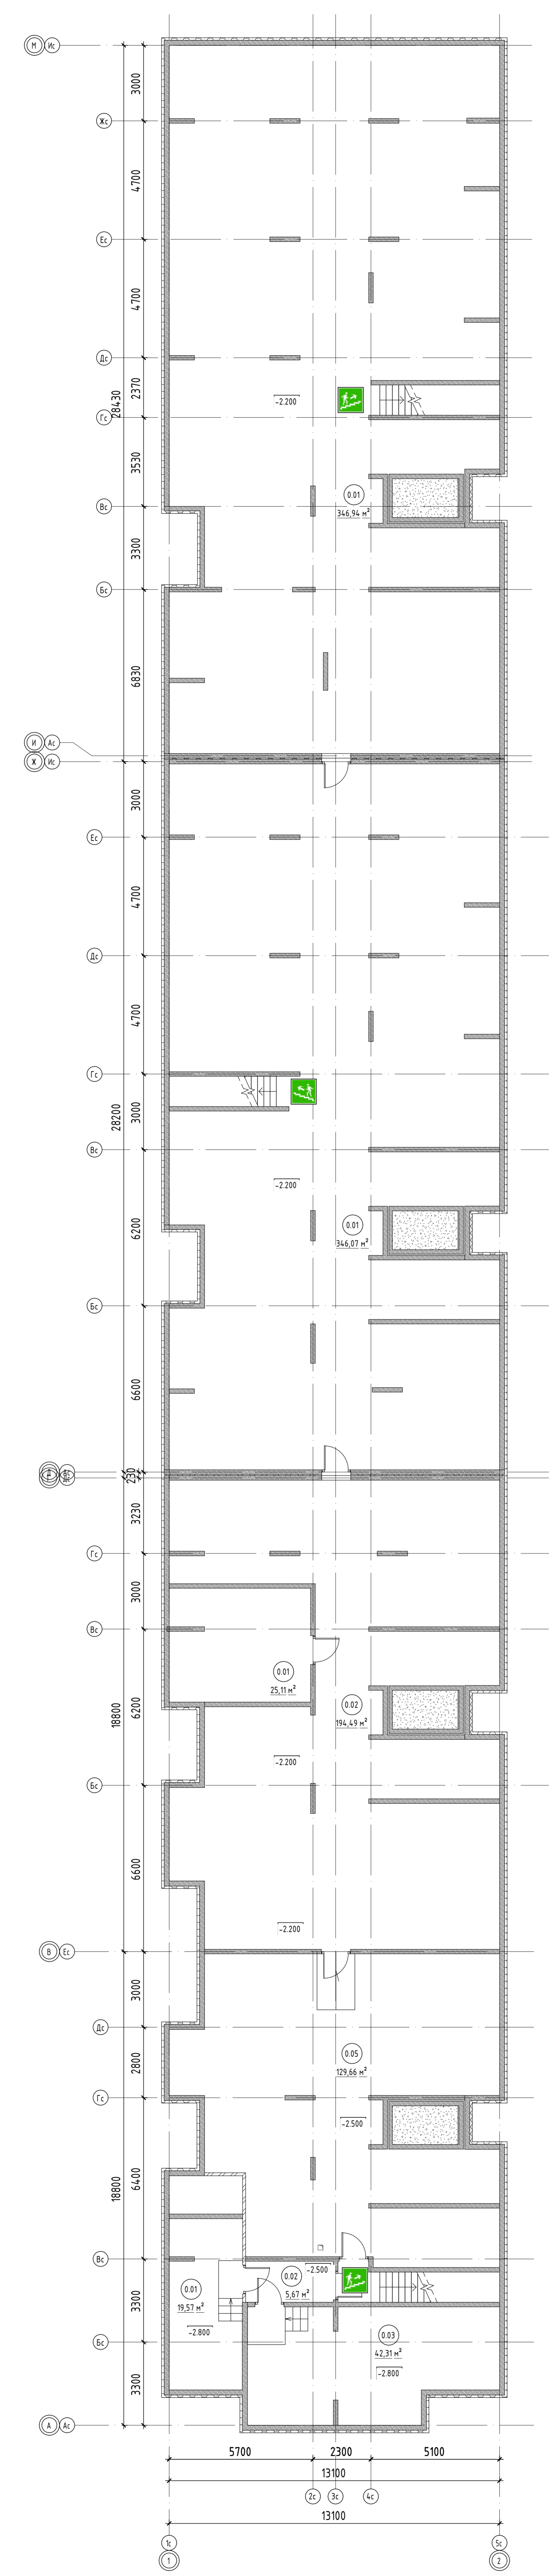 М Ис
3000
Жс
4700
Ес
4700
Дс
2370
28430
-2.200
Гс
3530
0.01
346,94 м²
Вс
3300
Бс
6830
И Ас
Ж Ис
3000
Ес
4700
Дс
4700
Гс
3000
28200
Вс
-2.200
6200
0.01
346,07 м²
Бс
6600
230
3230
Гс
3000
Вс
0.01
25,11 м²
6200
0.02
194,49 м²
18800
-2.200
Бс
6600
-2.200
В Ес
3000
Дс
0.05
129,66 м²
2800
Гс
-2.500
6400
18800
Вс
-2.500
0.02
5,67 м²
0.01
19,57 м²
3300
-2.800
0.03
42,31 м²
-2.800
Бс
3300
А Ас
5700 2300 5100
13100
2с 3с 4с
13100
1с 5с
1 2